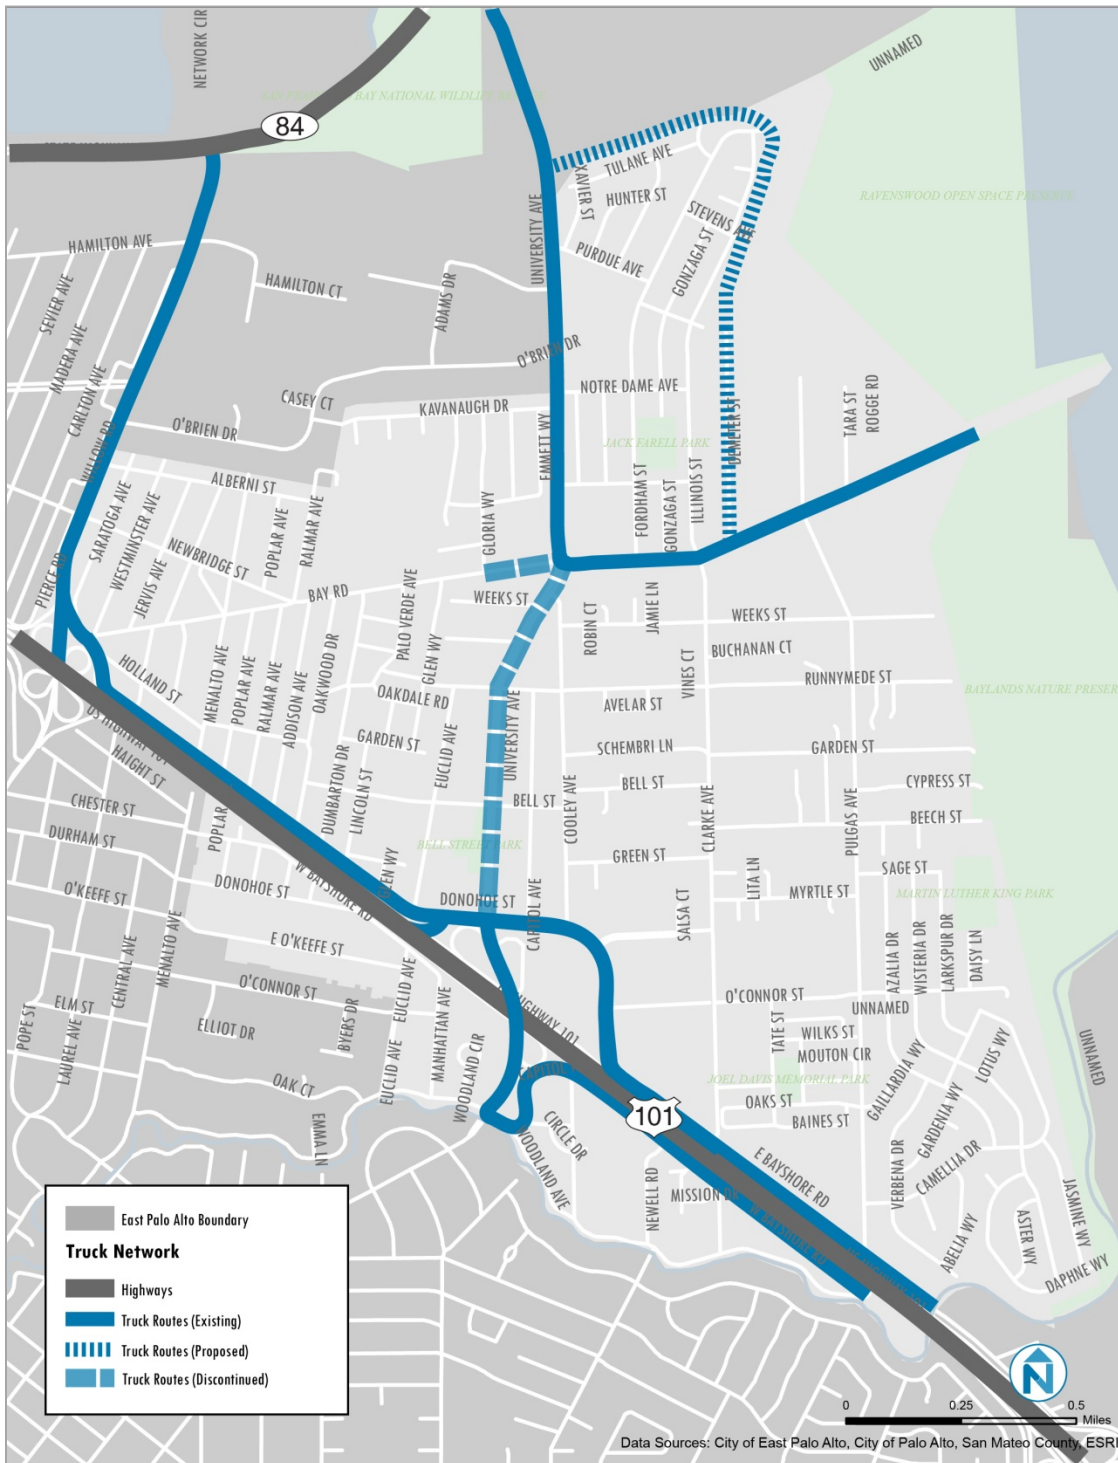 NETWORK CIR
UNNAMED
BAY NATIONAL WILDLIFE
84
TULANE AVE
XAVIER ST
HUNTER ST
RAVENSWOOD OPEN SPACE PRESERVE
STEVENS AVE
UNIVERSITY AVE
PURDUE AVE
GONZAGA ST
HAMILTON AVE
HAMILTON CT
ADAMS DR
SEVIER AVE
MADERA AVE
CARLTON AVE
O'BRIEN DR
CASEY CT
NOTRE DAME AVE
KAVANAUGH DR
TARA ST
ROGGE RD
O'BRIEN DR
WILLOW RD
EMMETT WY
JACK FARELL PARK
DEMETER ST
ALBERNI ST
SARATOGA AVE
WESTMINSTER AVE
JERVIS AVE
NEWBRIDGE ST
POPLAR AVE
RALMAR AVE
GLORIA WY
FORDHAM ST
GONZAGA ST
ILLINOIS ST
PIERCE RD
BAY RD
WEEKS ST
PALO VERDE AVE
GLEN WY
ROBIN CT
JAMIE LN
WEEKS ST
BUCHANAN CT
VINES CT
RUNNYMEDE ST
HOLLAND ST
MENALTO AVE
POPLAR AVE
RALMAR AVE
ADDISON AVE
OAKWOOD DR
OAKDALE RD
AVELAR ST
BAYLANDS NATURE PRESERV
US HIGHWAY 101
GARDEN ST
EUCLID AVE
UNIVERSITY AVE
SCHEMBRI LN
GARDEN ST
HAIGHT ST
BELL ST
CYPRESS ST
CHESTER ST
DUMBARTON DR
LINCOLN ST
BELL ST
COOLEY AVE
CLARKE AVE
PULGAS AVE
BEECH ST
DURHAM ST
POPLAR
BELL STREET PARK
GREEN ST
SAGE ST
O'KEEFE ST
DONOHOE ST
W BAYSHORE RD
GLEN WY
DONOHOE ST
LITA LN
MYRTLE ST
MARTIN LUTHER KING PARK
CAPITOL AVE
SALSA CT
E O'KEEFE ST
AZALIA DR
WISTERIA DR
LARKSPUR DR
DAISY LN
CENTRAL AVE
MENALTO AVE
O'CONNOR ST
EUCLID AVE
MANHATTAN AVE
O'CONNOR ST
UNNAMED
POPE ST
ELM ST
LAUREL AVE
ELLIOT DR
BYERS DR
HIGHWAY 101
TATE ST
WILKS ST
MOUTON CIR
LOTUS WY
UNNAMED
EUCLID AVE
WOODLAND CIR
JOEL DAVIS MEMORIAL PARK
GAILLARDIA WY
OAK CT
OAKS ST
BAINES ST
GARDENIA WY
EMMA LN
101
CIRCLE DR
WOODLAND AVE
E BAYSHORE RD
VERBENA DR
CAMELLIA DR
NEWELL RD
MISSION DR
W BAYSHORE RD
JASMINE WY
ASTER WY
ABELIA WY
DAPHNE WY
East Palo Alto Boundary
Truck Network
Highways
Truck Routes (Existing)
Truck Routes (Proposed)
Truck Routes (Discontinued)
N
0 0.25 0.5
Miles
Data Sources: City of East Palo Alto, City of Palo Alto, San Mateo County, ESRI